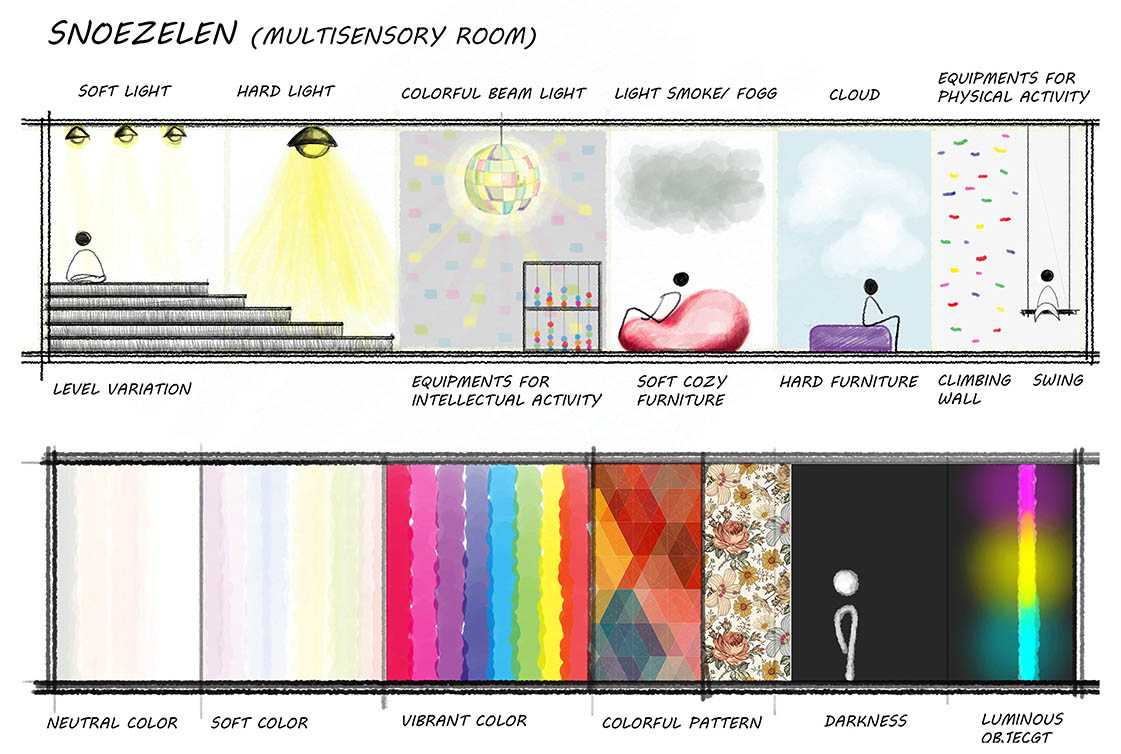 SNOEZELEN (MULTISENSORY ROOM)
SOFT LIGHT
HARD LIGHT
COLORFUL BEAM LIGHT
LIGHT SMOKE/ FOGG
CLOUD
EQUIPMENTS FOR
PHYSICAL ACTIVITY
LEVEL VARIATION
EQUIPMENTS FOR
INTELLECTUAL ACTIVITY
SOFT COZY
FURNITURE
HARD FURNITURE
CLIMBING
WALL
SWING
NEUTRAL COLOR
SOFT COLOR
VIBRANT COLOR
COLORFUL PATTERN
DARKNESS
LUMINOUS
OBJECGT